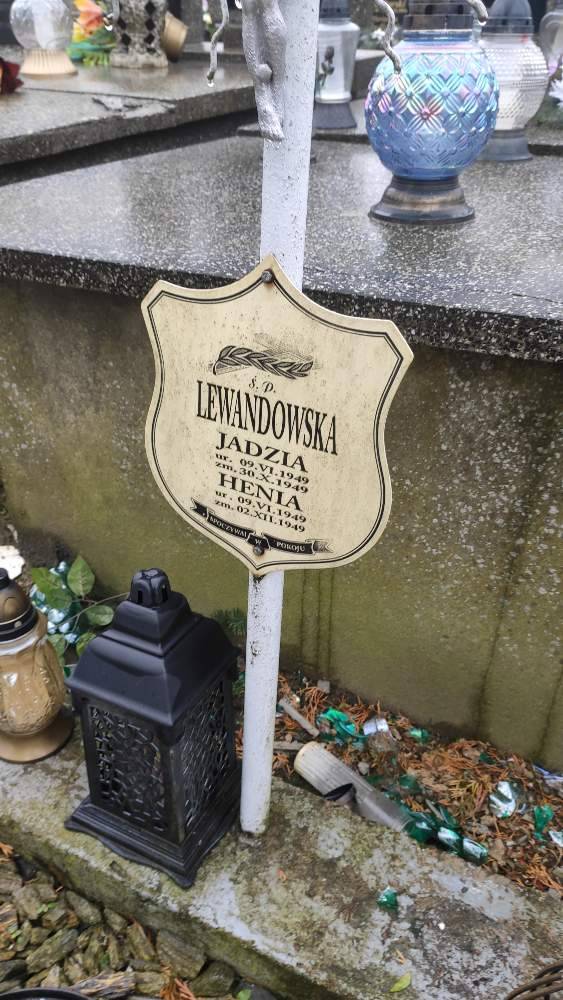 Ś. P.
LEWANDOWSKA
JADZIA
ur. 09.VI.1949
zm. 30.X.1949
HENIA
ur. 09.VI.1949
zm. 02.XII.1949
SPOCZYWAJ W POKOJU